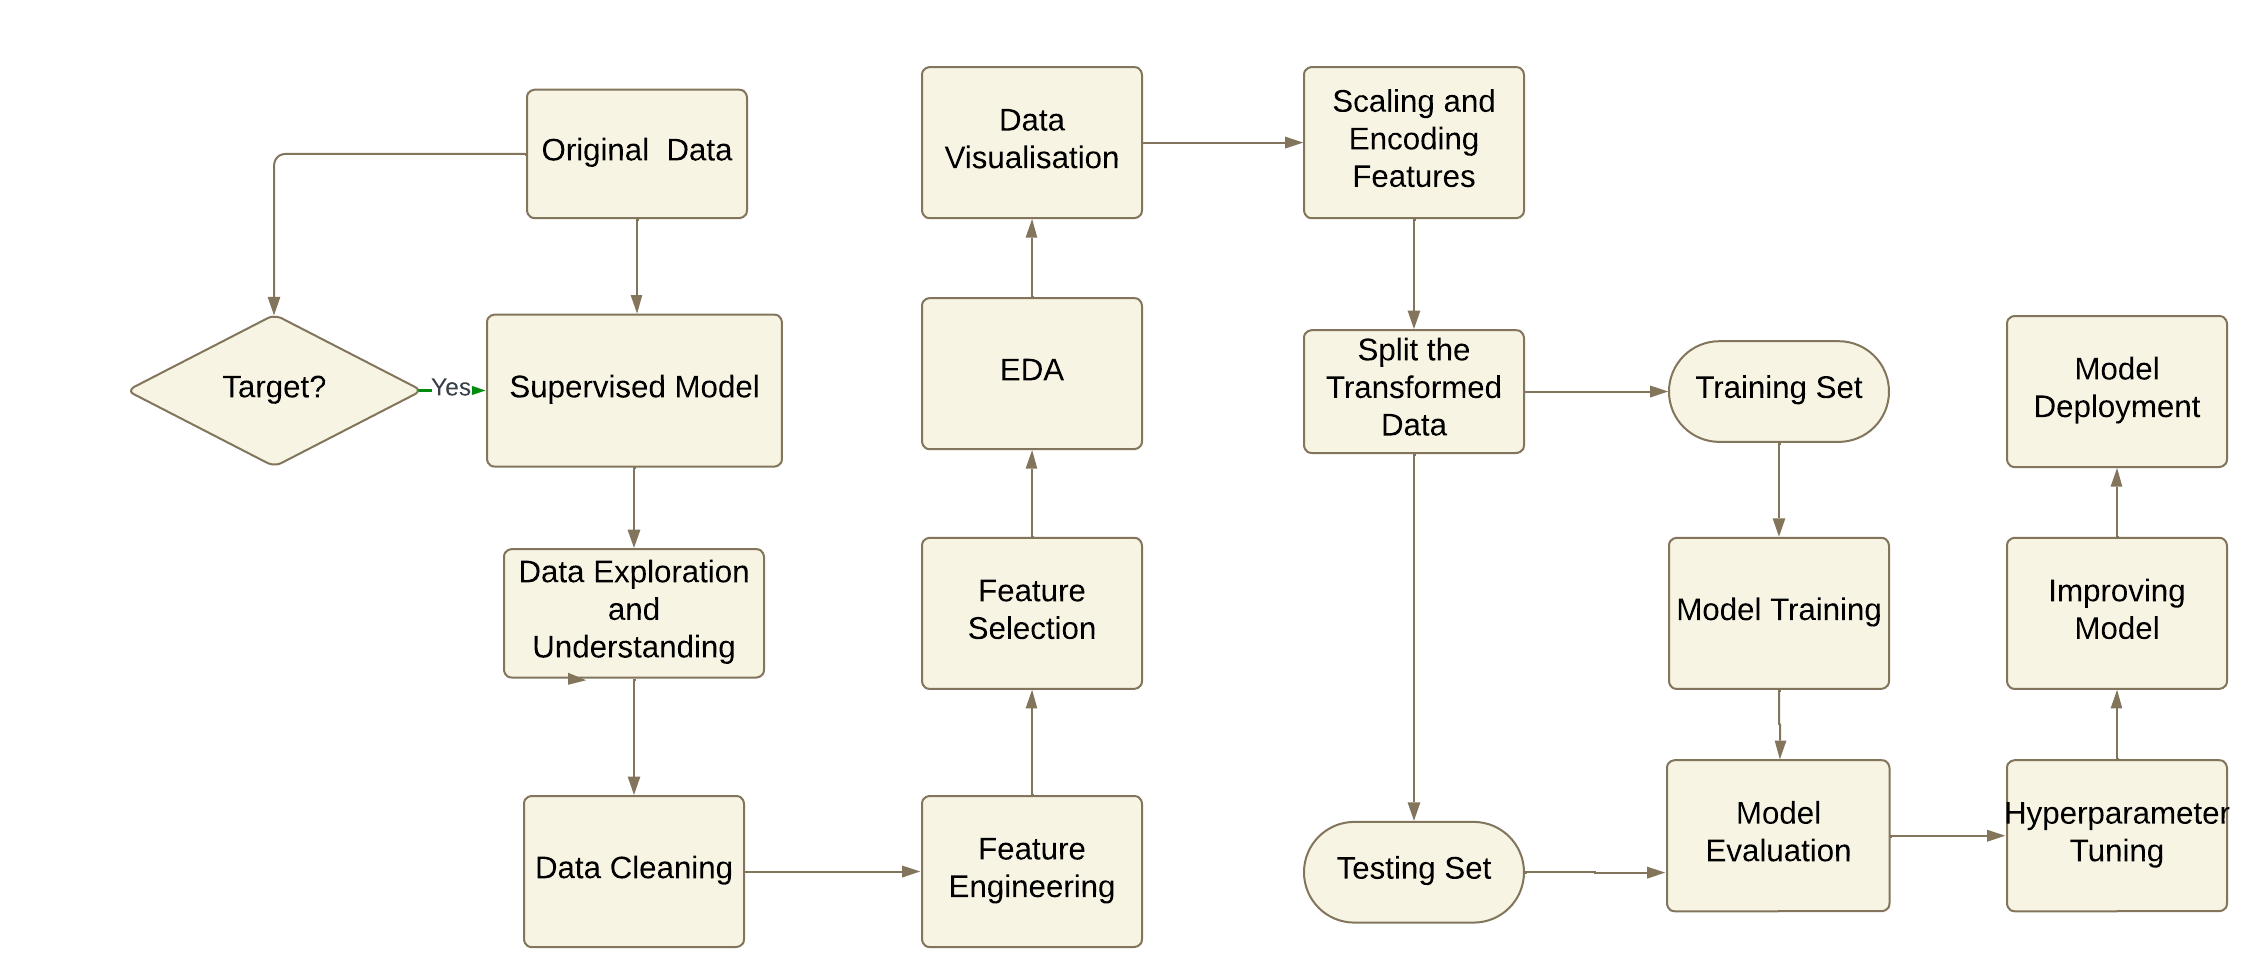 Original  Data
Target?
Yes
Supervised Model
Data Exploration
and
Understanding
Data Cleaning
Feature
Engineering
Feature
Selection
EDA
Data
Visualisation
Scaling and
Encoding
Features
Split the
Transformed
Data
Training Set
Testing Set
Model Training
Model
Evaluation
Hyperparameter
Tuning
Improving
Model
Model
Deployment